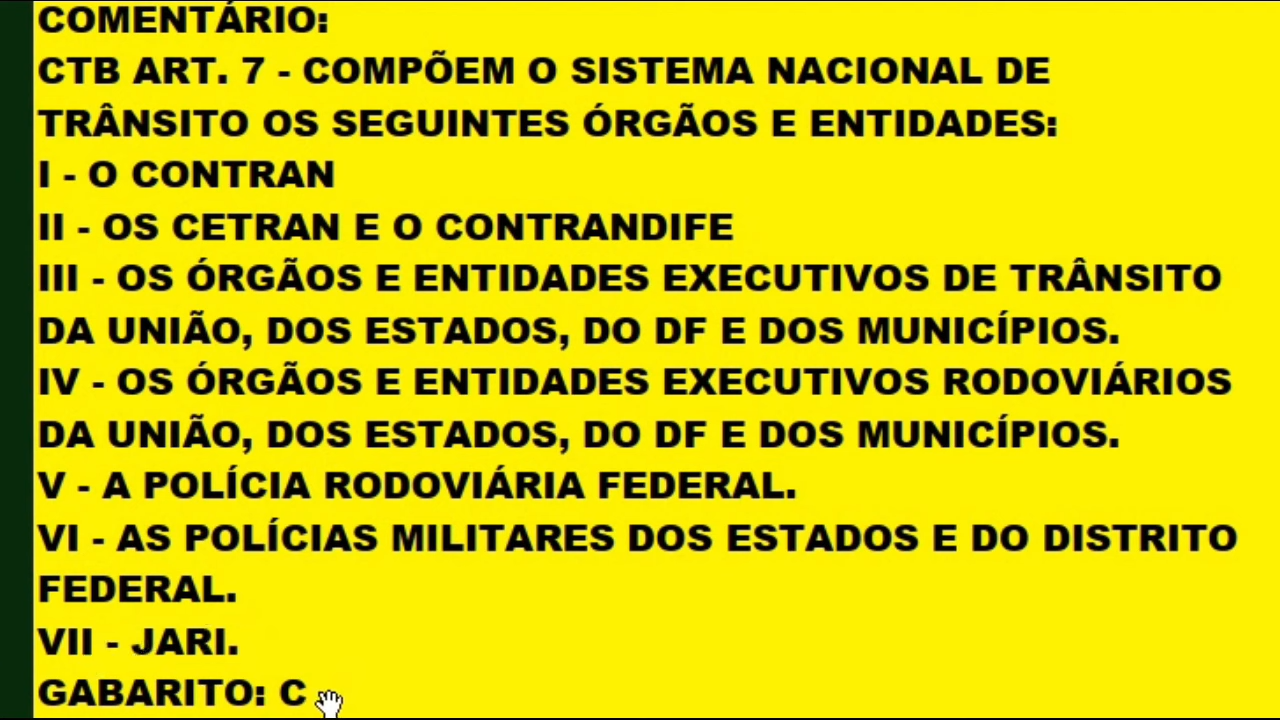 COMENTÁRIO:
CTB ART. 7 - COMPÕEM O SISTEMA NACIONAL DE
TRÂNSITO OS SEGUINTES ÓRGÃOS E ENTIDADES:
I - O CONTRAN
II - OS CETRAN E O CONTRANDIFE
III - OS ÓRGÃOS E ENTIDADES EXECUTIVOS DE TRÂNSITO
DA UNIÃO, DOS ESTADOS, DO DF E DOS MUNICÍPIOS.
IV - OS ÓRGÃOS E ENTIDADES EXECUTIVOS RODOVIÁRIOS
DA UNIÃO, DOS ESTADOS, DO DF E DOS MUNICÍPIOS.
V - A POLÍCIA RODOVIÁRIA FEDERAL.
VI - AS POLÍCIAS MILITARES DOS ESTADOS E DO DISTRITO
FEDERAL.
VII - JARI.
GABARITO: C